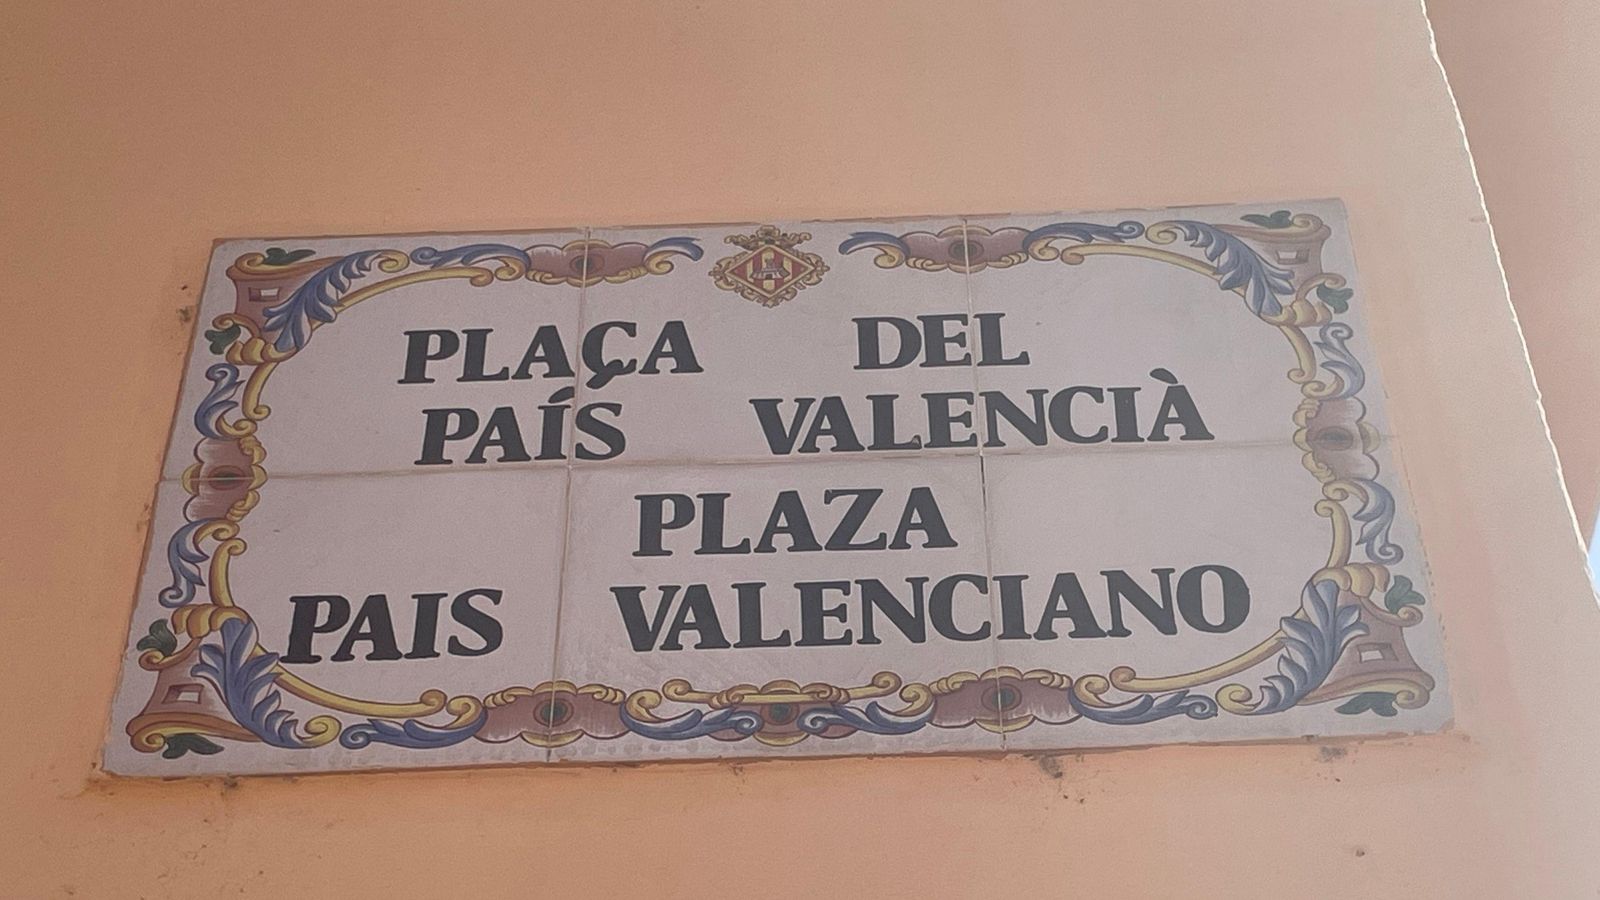 PLAÇA DEL
PAÍS VALENCIÀ
PLAZA
PAIS VALENCIANO